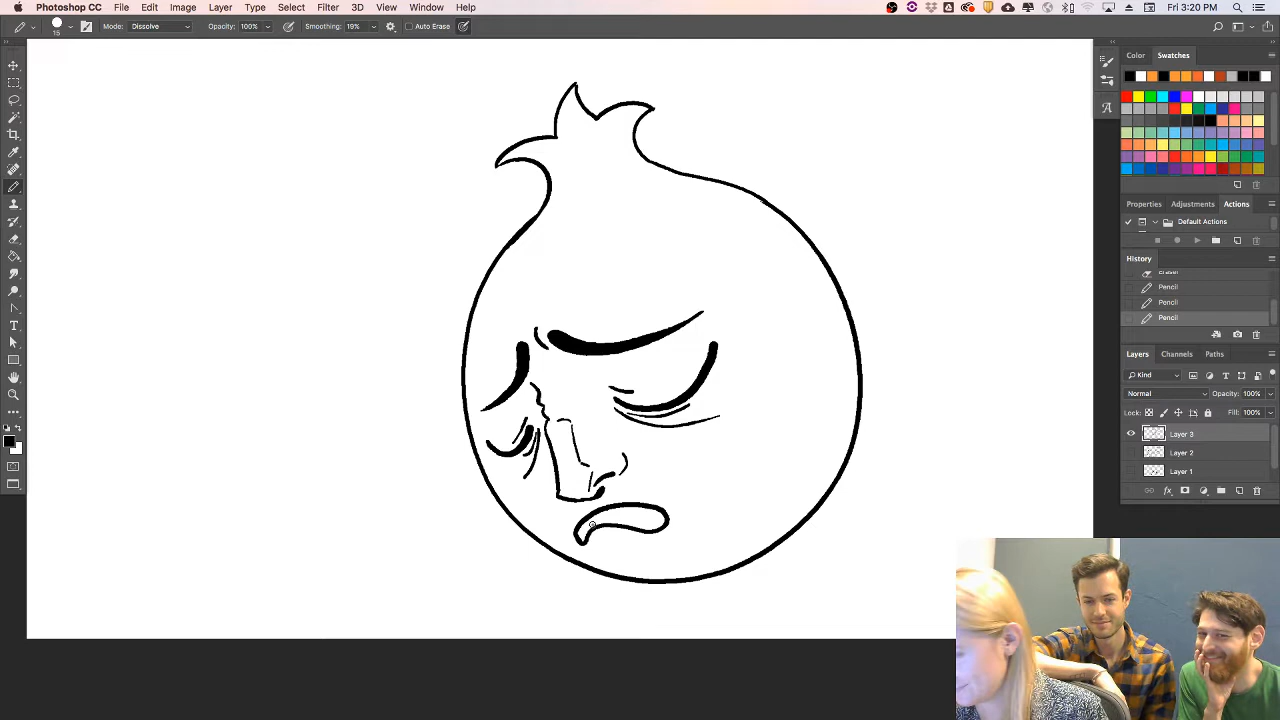 Photoshop CC File Edit Image Layer Type Select Filter 3D View Window Help Fri 3:20 PM
15 Mode: Dissolve Opacity: 100% Smoothing: 19% Auto Erase
Color Swatches
Properties Adjustments Actions
Default Actions
History
Eraser
Pencil
Pencil
Pencil
Layers Channels Paths
Kind
Normal Opacity: 100%
Lock: Fill: 100%
Layer 3
Layer 2
Layer 1